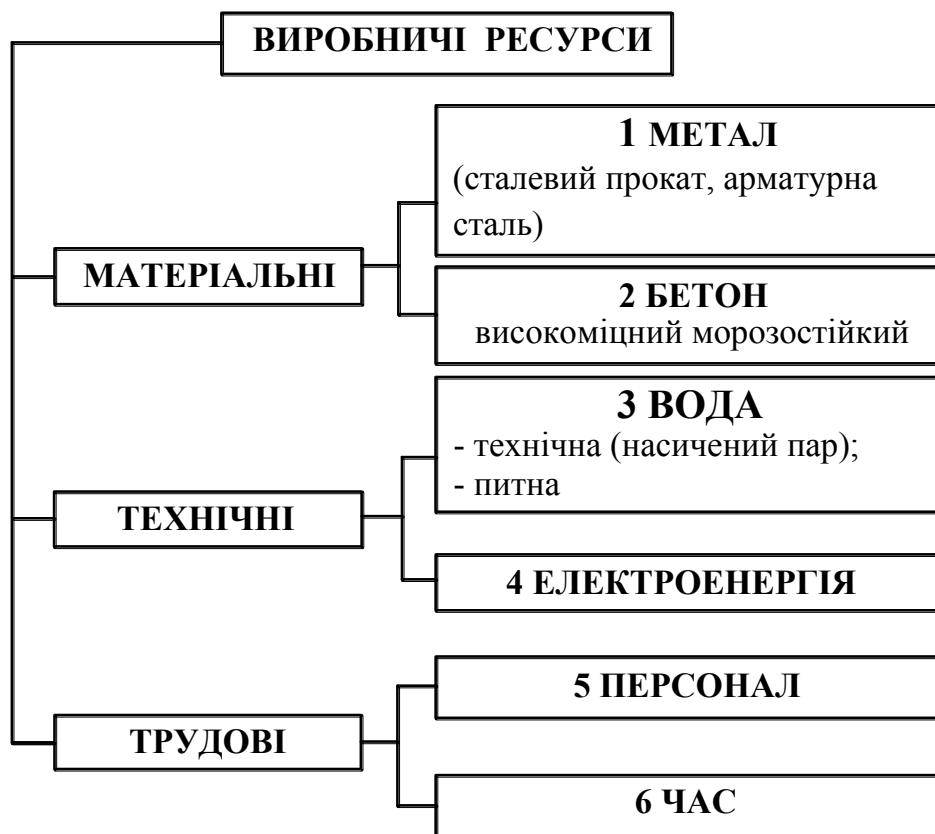 ВИРОБНИЧІ РЕСУРСИ
МАТЕРІАЛЬНІ
1 МЕТАЛ
(сталевий прокат, арматурна
сталь)
2 БЕТОН
високоміцний морозостійкий
ТЕХНІЧНІ
3 ВОДА
- технічна (насичений пар);
- питна
4 ЕЛЕКТРОЕНЕРГІЯ
ТРУДОВІ
5 ПЕРСОНАЛ
6 ЧАС